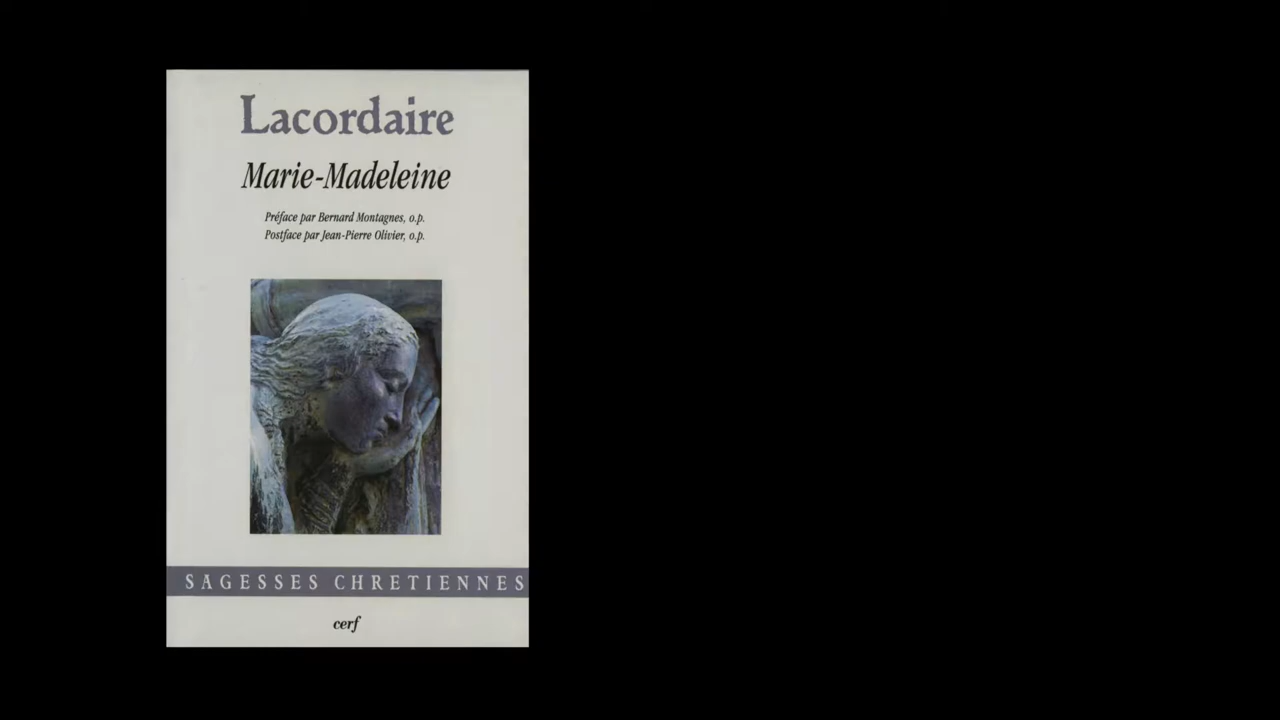 Lacordaire
Marie-Madeleine
Préface par Bernard Montagnes, o.p.
Postface par Jean-Pierre Olivier, o.p.
SAGESSES CHRETIENNES
cerf